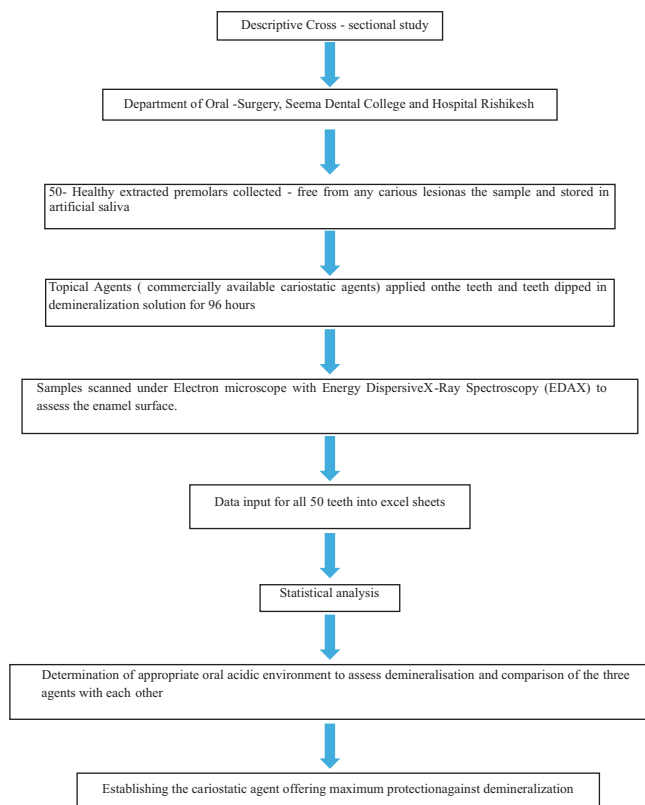 Descriptive Cross - sectional study
Department of Oral -Surgery, Seema Dental College and Hospital Rishikesh
50- Healthy extracted premolars collected - free from any carious lesionas the sample and stored in
artificial saliva
Topical Agents ( commercially available cariostatic agents) applied onthe teeth and teeth dipped in
demineralization solution for 96 hours
Samples scanned under Electron microscope with Energy DispersiveX-Ray Spectroscopy (EDAX) to
assess the enamel surface.
Data input for all 50 teeth into excel sheets
Statistical analysis
Determination of appropriate oral acidic environment to assess demineralisation and comparison of the three
agents with each other
Establishing the cariostatic agent offering maximum protectionagainst demineralization